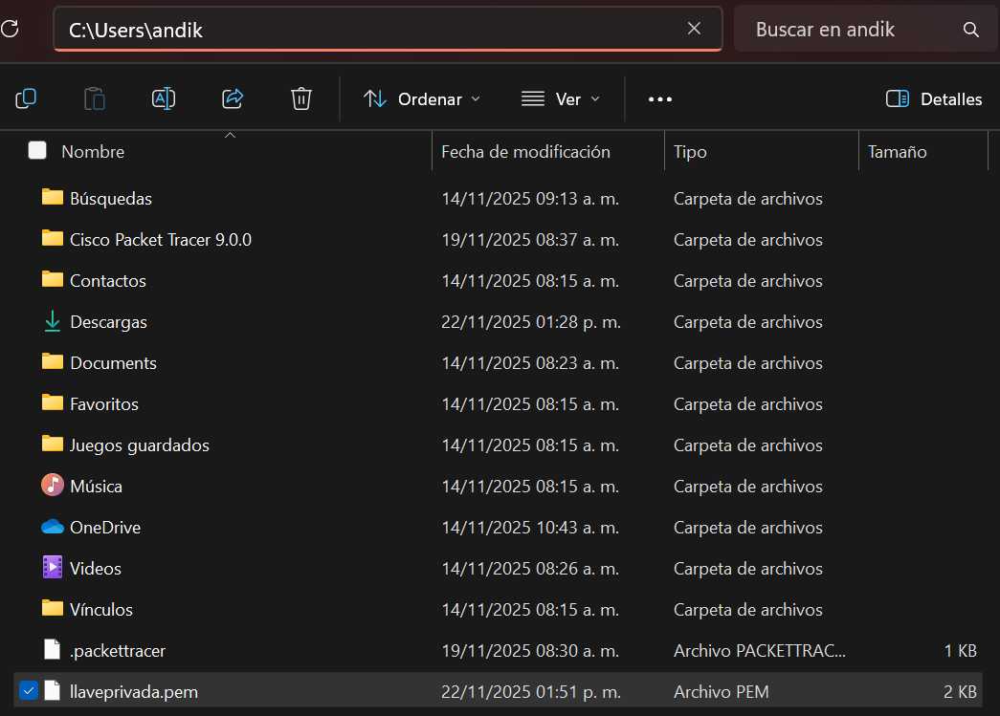 C:\Users\andik
Buscar en andik
Ordenar
Ver
Detalles
Nombre Fecha de modificación Tipo Tamaño
Búsquedas 14/11/2025 09:13 a. m. Carpeta de archivos
Cisco Packet Tracer 9.0.0 19/11/2025 08:37 a. m. Carpeta de archivos
Contactos 14/11/2025 08:15 a. m. Carpeta de archivos
Descargas 22/11/2025 01:28 p. m. Carpeta de archivos
Documents 14/11/2025 08:23 a. m. Carpeta de archivos
Favoritos 14/11/2025 08:15 a. m. Carpeta de archivos
Juegos guardados 14/11/2025 08:15 a. m. Carpeta de archivos
Música 14/11/2025 08:15 a. m. Carpeta de archivos
OneDrive 14/11/2025 10:43 a. m. Carpeta de archivos
Videos 14/11/2025 08:26 a. m. Carpeta de archivos
Vínculos 14/11/2025 08:15 a. m. Carpeta de archivos
.packettracer 19/11/2025 08:30 a. m. Archivo PACKETTRAC... 1 KB
llaveprivada.pem 22/11/2025 01:51 p. m. Archivo PEM 2 KB